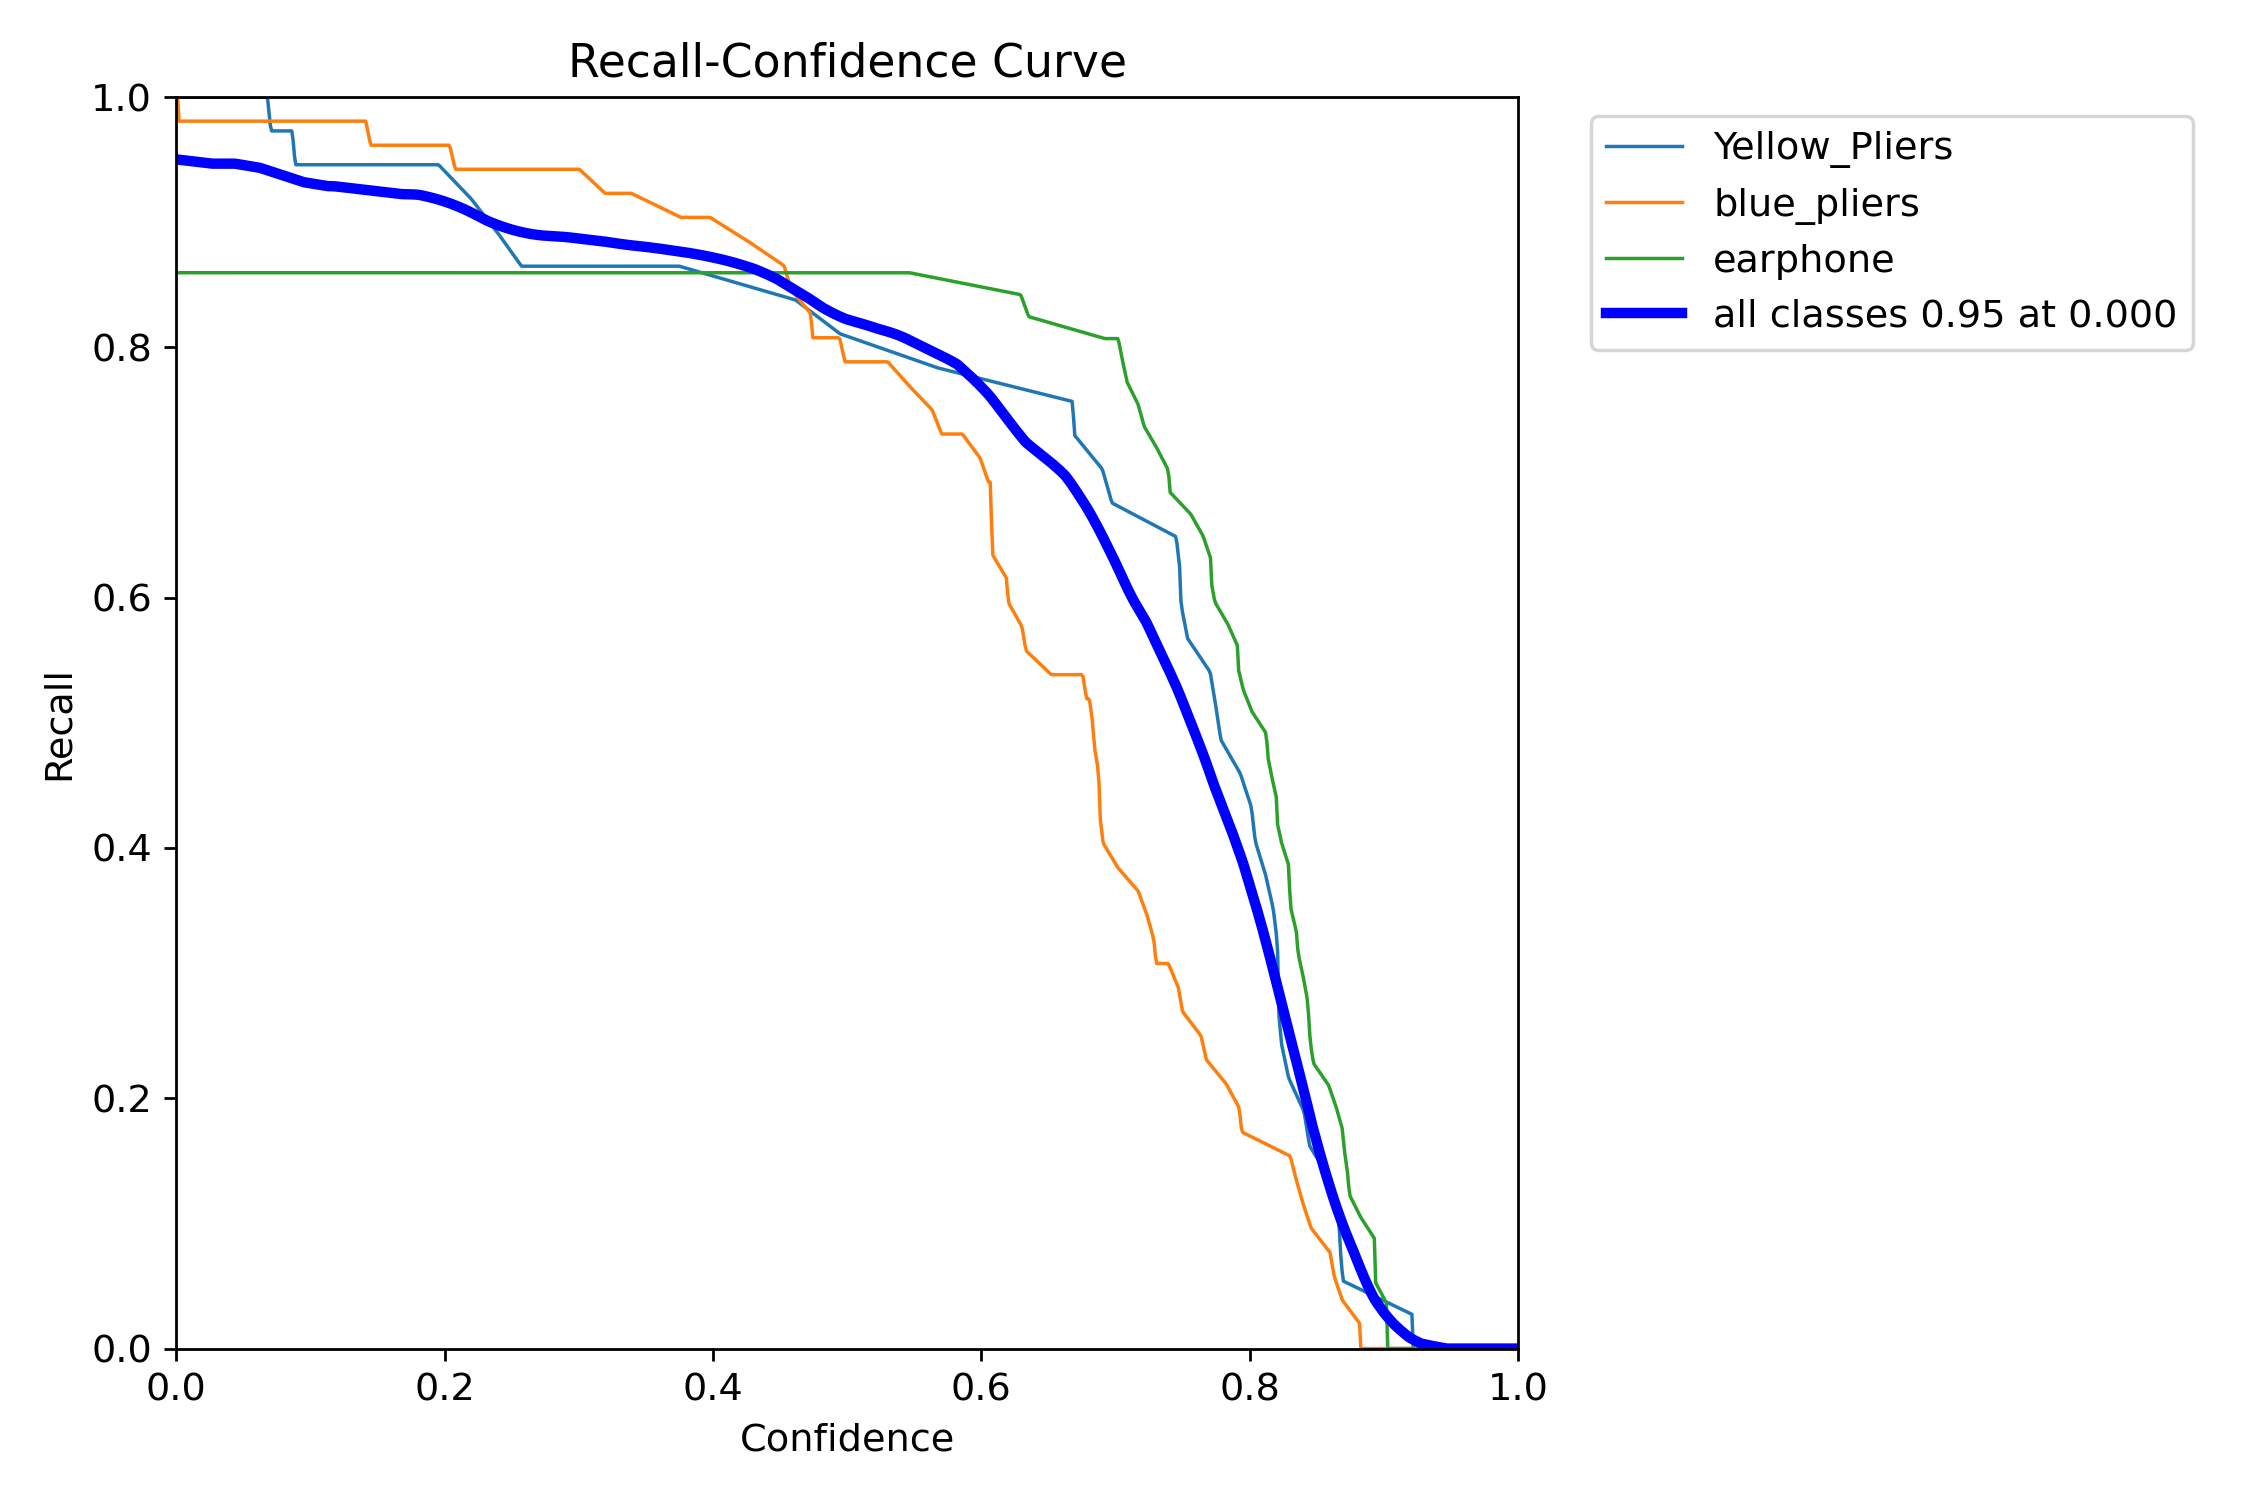 Recall-Confidence Curve
1.0
0.8
0.6
0.4
0.2
0.0
Recall
0.0 0.2 0.4 0.6 0.8 1.0
Confidence
Yellow_Pliers
blue_pliers
earphone
all classes 0.95 at 0.000